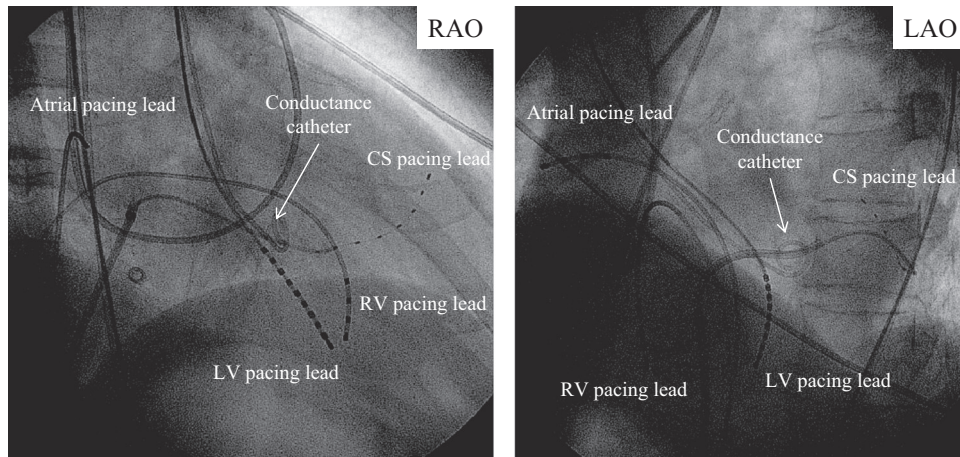 RAO
Atrial pacing lead
Conductance
catheter
CS pacing lead
RV pacing lead
LV pacing lead
LAO
Atrial pacing lead
Conductance
catheter
CS pacing lead
RV pacing lead
LV pacing lead